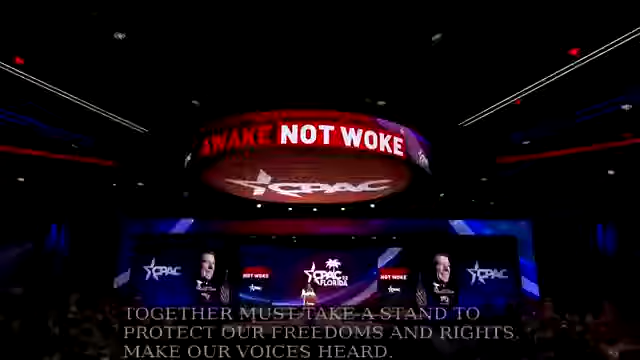 AWAKE NOT WOKE
CPAC
CPAC
NOT WOKE
CPAC 22
FLORIDA
NOT WOKE
CPAC
TOGETHER MUST TAKE A STAND TO
PROTECT OUR FREEDOMS AND RIGHTS,
MAKE OUR VOICES HEARD.